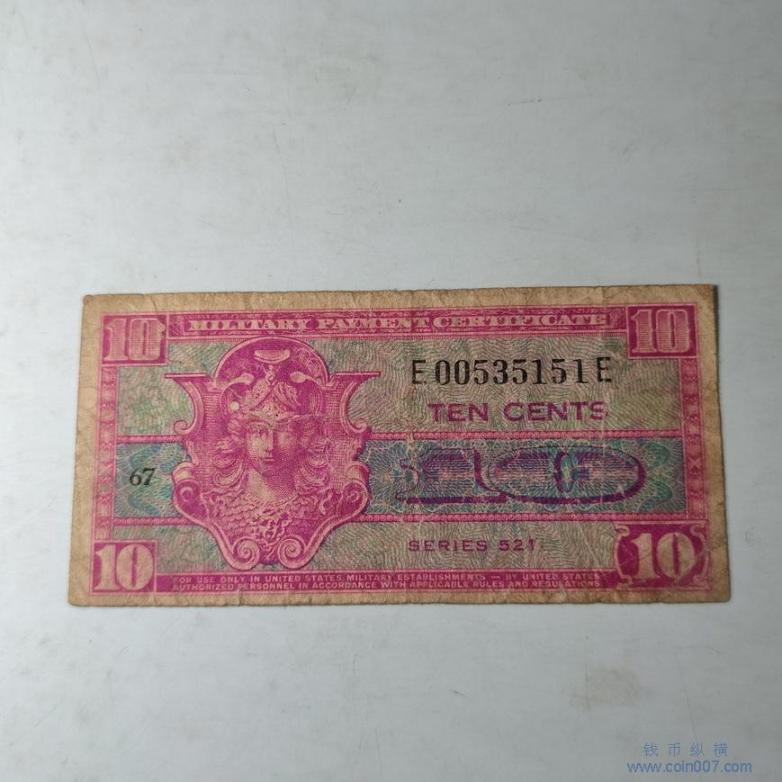 10 MILITARY PAYMENT CERTIFICATE 10
E00535151E
TEN CENTS
67
10
SERIES 521
10 10
FOR USE ONLY IN UNITED STATES MILITARY ESTABLISHMENTS — BY UNITED STATES
AUTHORIZED PERSONNEL IN ACCORDANCE WITH APPLICABLE RULES AND REGULATIONS
钱币纵横
www.coin007.com